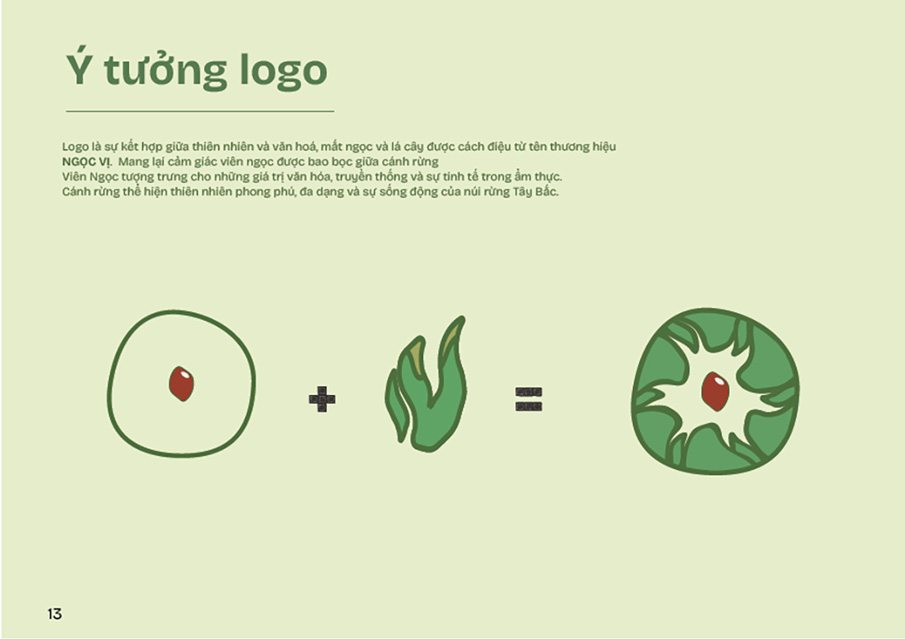 Ý tưởng logo
Logo là sự kết hợp giữa thiên nhiên và văn hoá, mắt ngọc và lá cây được cách điệu từ tên thương hiệu
NGỌC VỊ. Mang lại cảm giác viên ngọc được bao bọc giữa cánh rừng
Viên Ngọc tượng trưng cho những giá trị văn hóa, truyền thống và sự tinh tế trong ẩm thực.
Cánh rừng thể hiện thiên nhiên phong phú, đa dạng và sự sống động của núi rừng Tây Bắc.
13